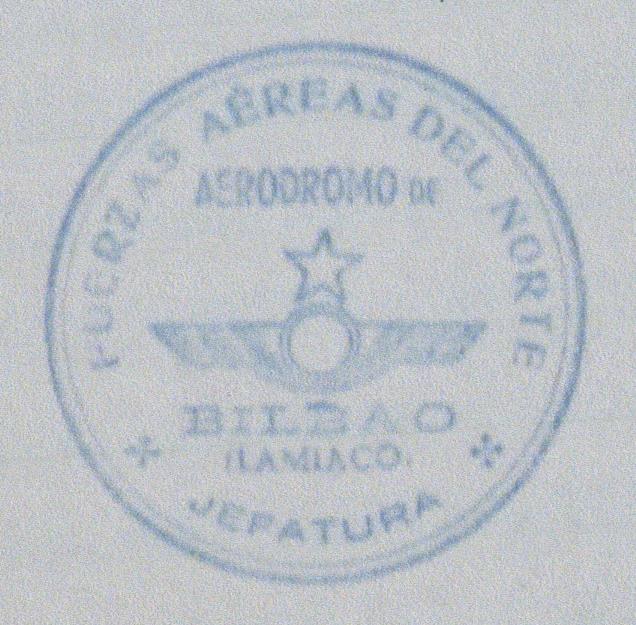 FUERZAS AÉREAS DEL NORTE
AERODROMO DE
BILBAO
(LAMIACO)
JEFATURA